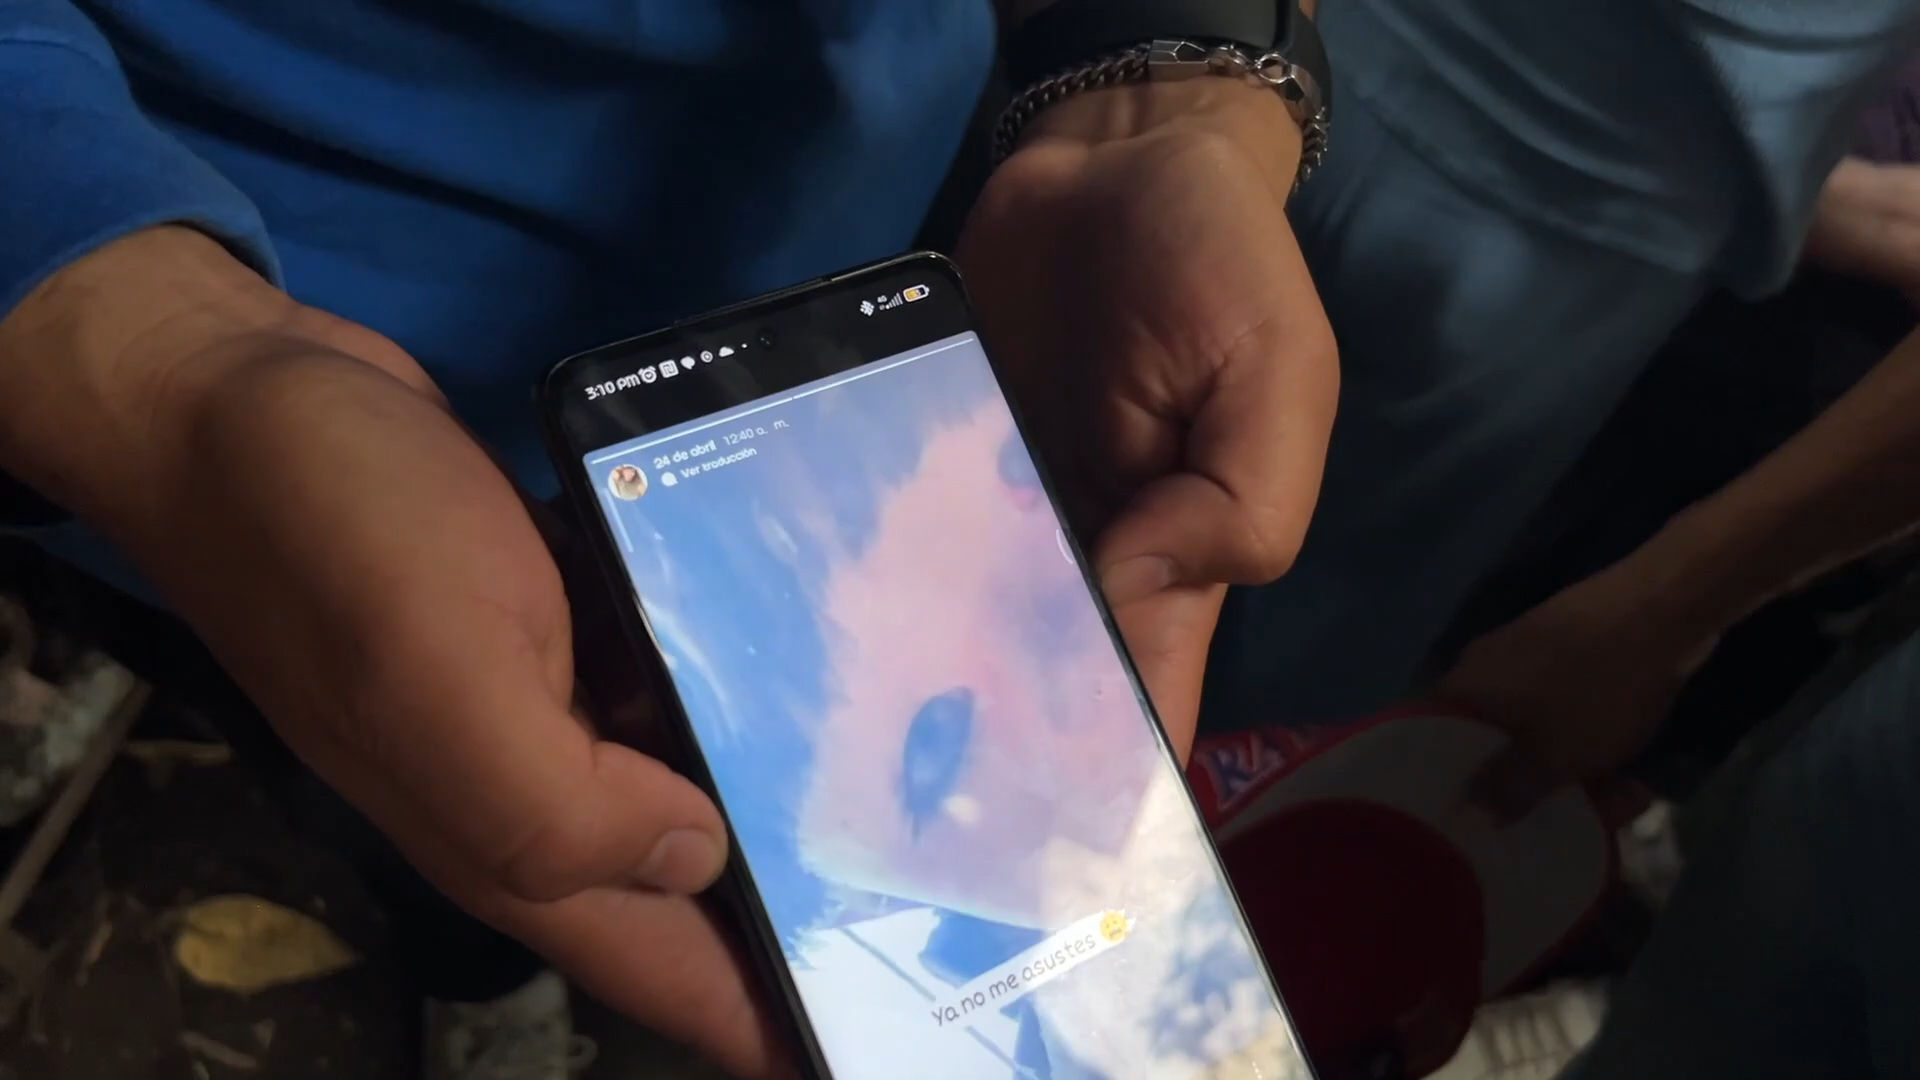 3:10 PM
24 de abril 12:40 a. m.
Ver traducción
Ya no me asustes